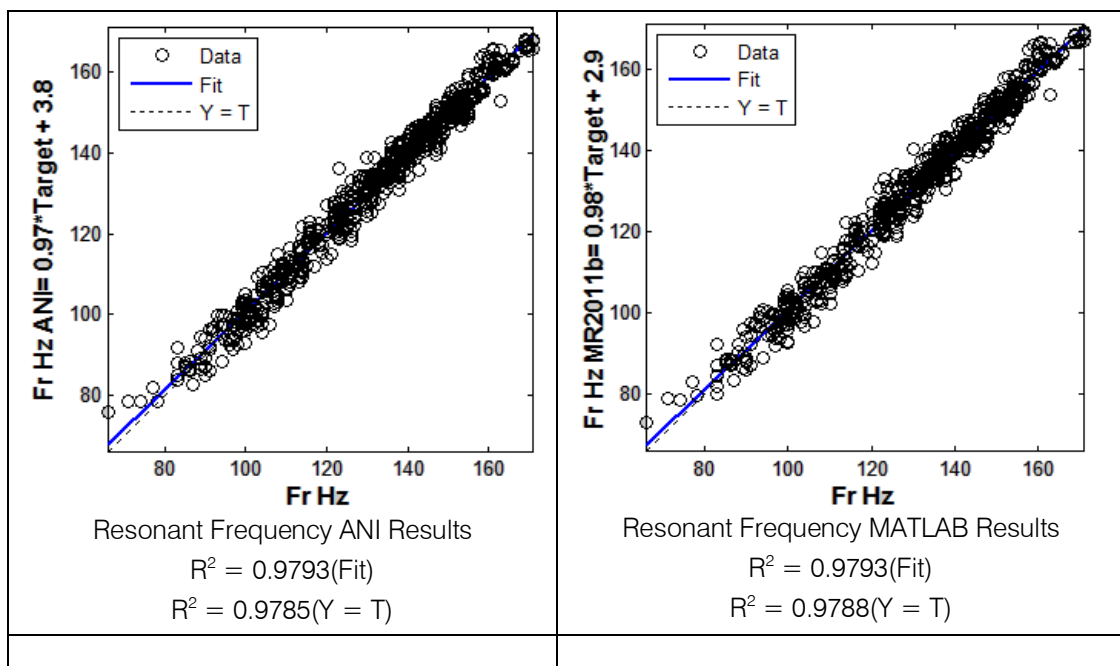 Fr Hz ANI= 0.97*Target + 3.8
Data
Fit
Y = T
160
140
120
100
80
80 100 120 140 160
Fr Hz
Resonant Frequency ANI Results
R² = 0.9793(Fit)
R² = 0.9785(Y = T)
Fr Hz MR2011b= 0.98*Target + 2.9
Data
Fit
Y = T
160
140
120
100
80
80 100 120 140 160
Fr Hz
Resonant Frequency MATLAB Results
R² = 0.9793(Fit)
R² = 0.9788(Y = T)